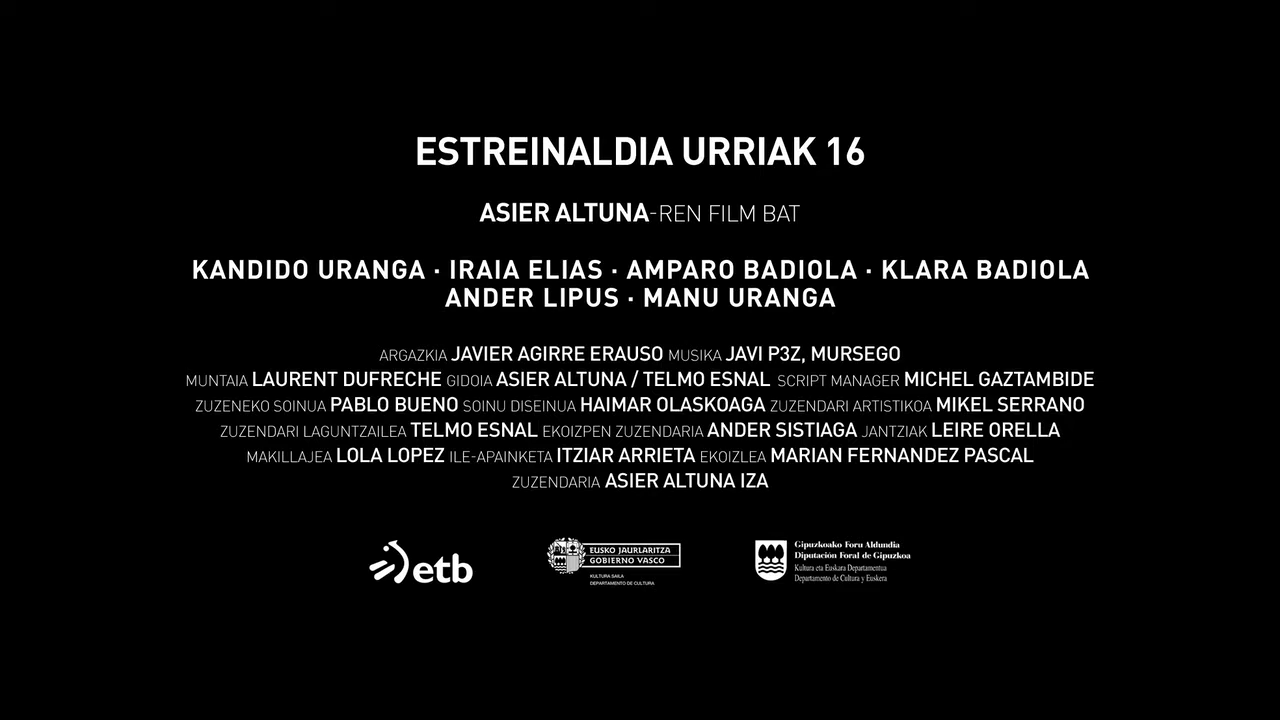 ESTREINALDIA URRIAK 16
ASIER ALTUNA-REN FILM BAT
KANDIDO URANGA · IRAIA ELIAS · AMPARO BADIOLA · KLARA BADIOLA
ANDER LIPUS · MANU URANGA
ARGAZKIA JAVIER AGIRRE ERAUSO MUSIKA JAVI P3Z, MURSEGO
MUNTAIA LAURENT DUFRECHE GIDOIA ASIER ALTUNA / TELMO ESNAL SCRIPT MANAGER MICHEL GAZTAMBIDE
ZUZENEKO SOINUA PABLO BUENO SOINU DISEINUA HAIMAR OLASKOAGA ZUZENDARI ARTISTIKOA MIKEL SERRANO
ZUZENDARI LAGUNTZAILEA TELMO ESNAL EKOIZPEN ZUZENDARIA ANDER SISTIAGA JANTZIAK LEIRE ORELLA
MAKILLAJEA LOLA LOPEZ ILE-APAINKETA ITZIAR ARRIETA EKOIZLEA MARIAN FERNANDEZ PASCAL
ZUZENDARIA ASIER ALTUNA IZA
etb
EUSKO JAURLARITZA
GOBIERNO VASCO
KULTURA SAILA
DEPARTAMENTO DE CULTURA
Gipuzkoako Foru Aldundia
Diputación Foral de Gipuzkoa
Kultura eta Euskara Departamentua
Departamento de Cultura y Euskera